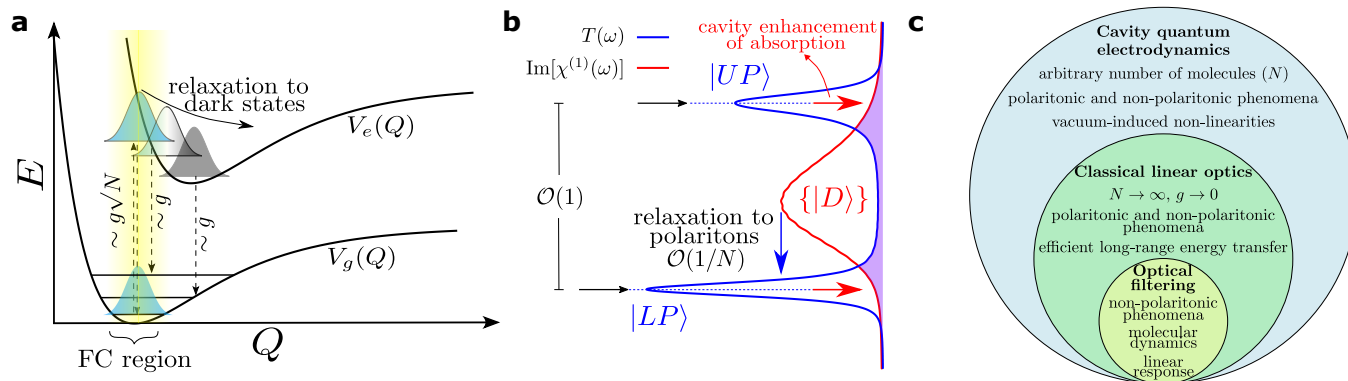 a
E
relaxation to
dark states
V_e(Q)
∼ g√N
∼ g
∼ g
V_g(Q)
Q
FC region
b
T(ω)
Im[χ^(1)(ω)]
cavity enhancement
of absorption
|UP⟩
O(1)
{|D⟩}
relaxation to
polaritons
O(1/N)
|LP⟩
c
Cavity quantum
electrodynamics
arbitrary number of molecules (N)
polaritonic and non-polaritonic phenomena
vacuum-induced non-linearities
Classical linear optics
N → ∞, g → 0
polaritonic and non-polaritonic
phenomena
efficient long-range energy transfer
Optical
filtering
non-polaritonic
phenomena
molecular
dynamics
linear
response